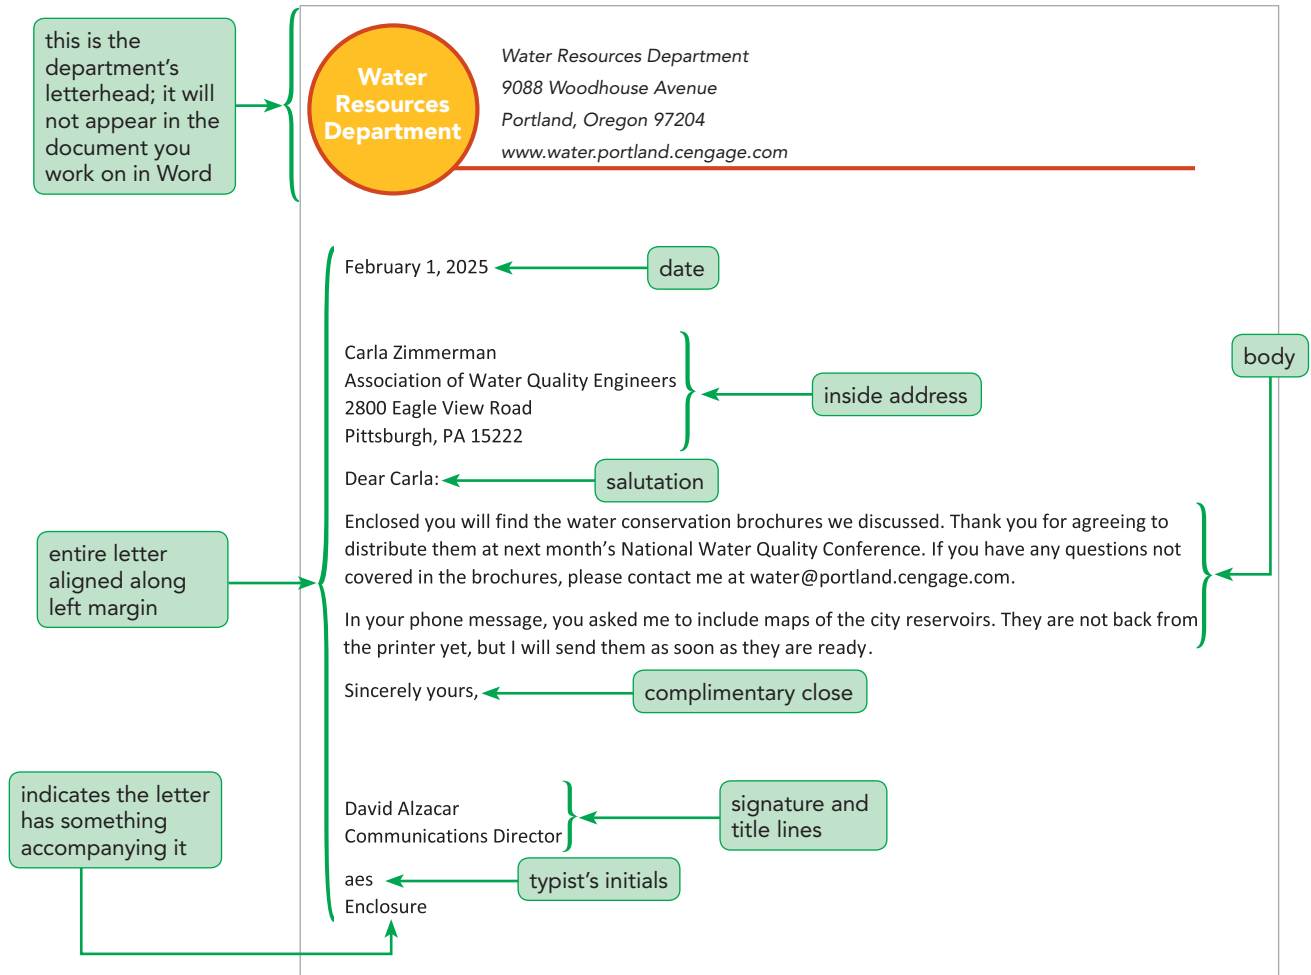 this is the
department's
letterhead; it will
not appear in the
document you
work on in Word
Water
Resources
Department
Water Resources Department
9088 Woodhouse Avenue
Portland, Oregon 97204
www.water.portland.cengage.com
February 1, 2025
date
Carla Zimmerman
Association of Water Quality Engineers
2800 Eagle View Road
Pittsburgh, PA 15222
inside address
body
Dear Carla:
salutation
Enclosed you will find the water conservation brochures we discussed. Thank you for agreeing to
distribute them at next month's National Water Quality Conference. If you have any questions not
covered in the brochures, please contact me at water@portland.cengage.com.
entire letter
aligned along
left margin
In your phone message, you asked me to include maps of the city reservoirs. They are not back from
the printer yet, but I will send them as soon as they are ready.
Sincerely yours,
complimentary close
David Alzacar
Communications Director
signature and
title lines
indicates the letter
has something
accompanying it
aes
typist's initials
Enclosure